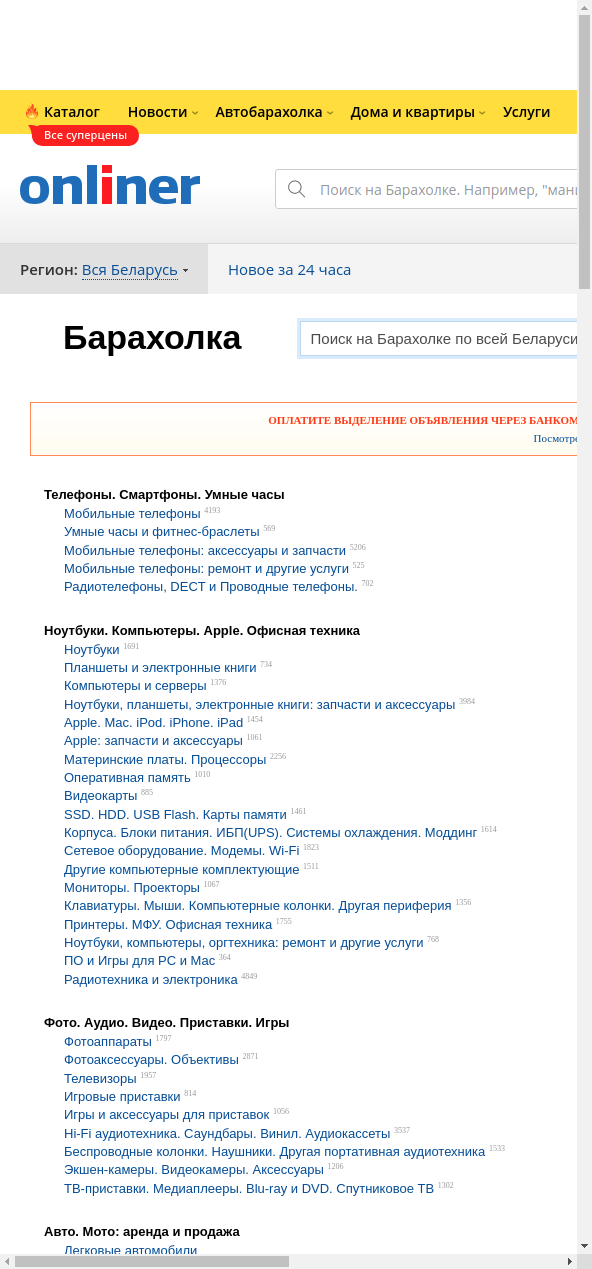 Каталог Новости Автобарахолка Дома и квартиры Услуги
Все суперцены
onliner
Поиск на Барахолке. Например, "мани
Регион: Вся Беларусь Новое за 24 часа
Барахолка
Поиск на Барахолке по всей Беларуси
ОПЛАТИТЕ ВЫДЕЛЕНИЕ ОБЪЯВЛЕНИЯ ЧЕРЕЗ БАНКОМ
Посмотре
Телефоны. Смартфоны. Умные часы
Мобильные телефоны 4193
Умные часы и фитнес-браслеты 569
Мобильные телефоны: аксессуары и запчасти 5206
Мобильные телефоны: ремонт и другие услуги 525
Радиотелефоны, DECT и Проводные телефоны. 702
Ноутбуки. Компьютеры. Apple. Офисная техника
Ноутбуки 1691
Планшеты и электронные книги 734
Компьютеры и серверы 1376
Ноутбуки, планшеты, электронные книги: запчасти и аксессуары 3984
Apple. Mac. iPod. iPhone. iPad 1454
Apple: запчасти и аксессуары 1061
Материнские платы. Процессоры 2256
Оперативная память 1010
Видеокарты 885
SSD. HDD. USB Flash. Карты памяти 1461
Корпуса. Блоки питания. ИБП(UPS). Системы охлаждения. Моддинг 1614
Сетевое оборудование. Модемы. Wi-Fi 1823
Другие компьютерные комплектующие 1511
Мониторы. Проекторы 1067
Клавиатуры. Мыши. Компьютерные колонки. Другая периферия 1356
Принтеры. МФУ. Офисная техника 1755
Ноутбуки, компьютеры, оргтехника: ремонт и другие услуги 768
ПО и Игры для PC и Mac 364
Радиотехника и электроника 4849
Фото. Аудио. Видео. Приставки. Игры
Фотоаппараты 1797
Фотоаксессуары. Объективы 2871
Телевизоры 1957
Игровые приставки 814
Игры и аксессуары для приставок 1056
Hi-Fi аудиотехника. Саундбары. Винил. Аудиокассеты 3537
Беспроводные колонки. Наушники. Другая портативная аудиотехника 1533
Экшен-камеры. Видеокамеры. Аксессуары 1206
ТВ-приставки. Медиаплееры. Blu-ray и DVD. Спутниковое ТВ 1302
Авто. Мото: аренда и продажа
Легковые автомобили